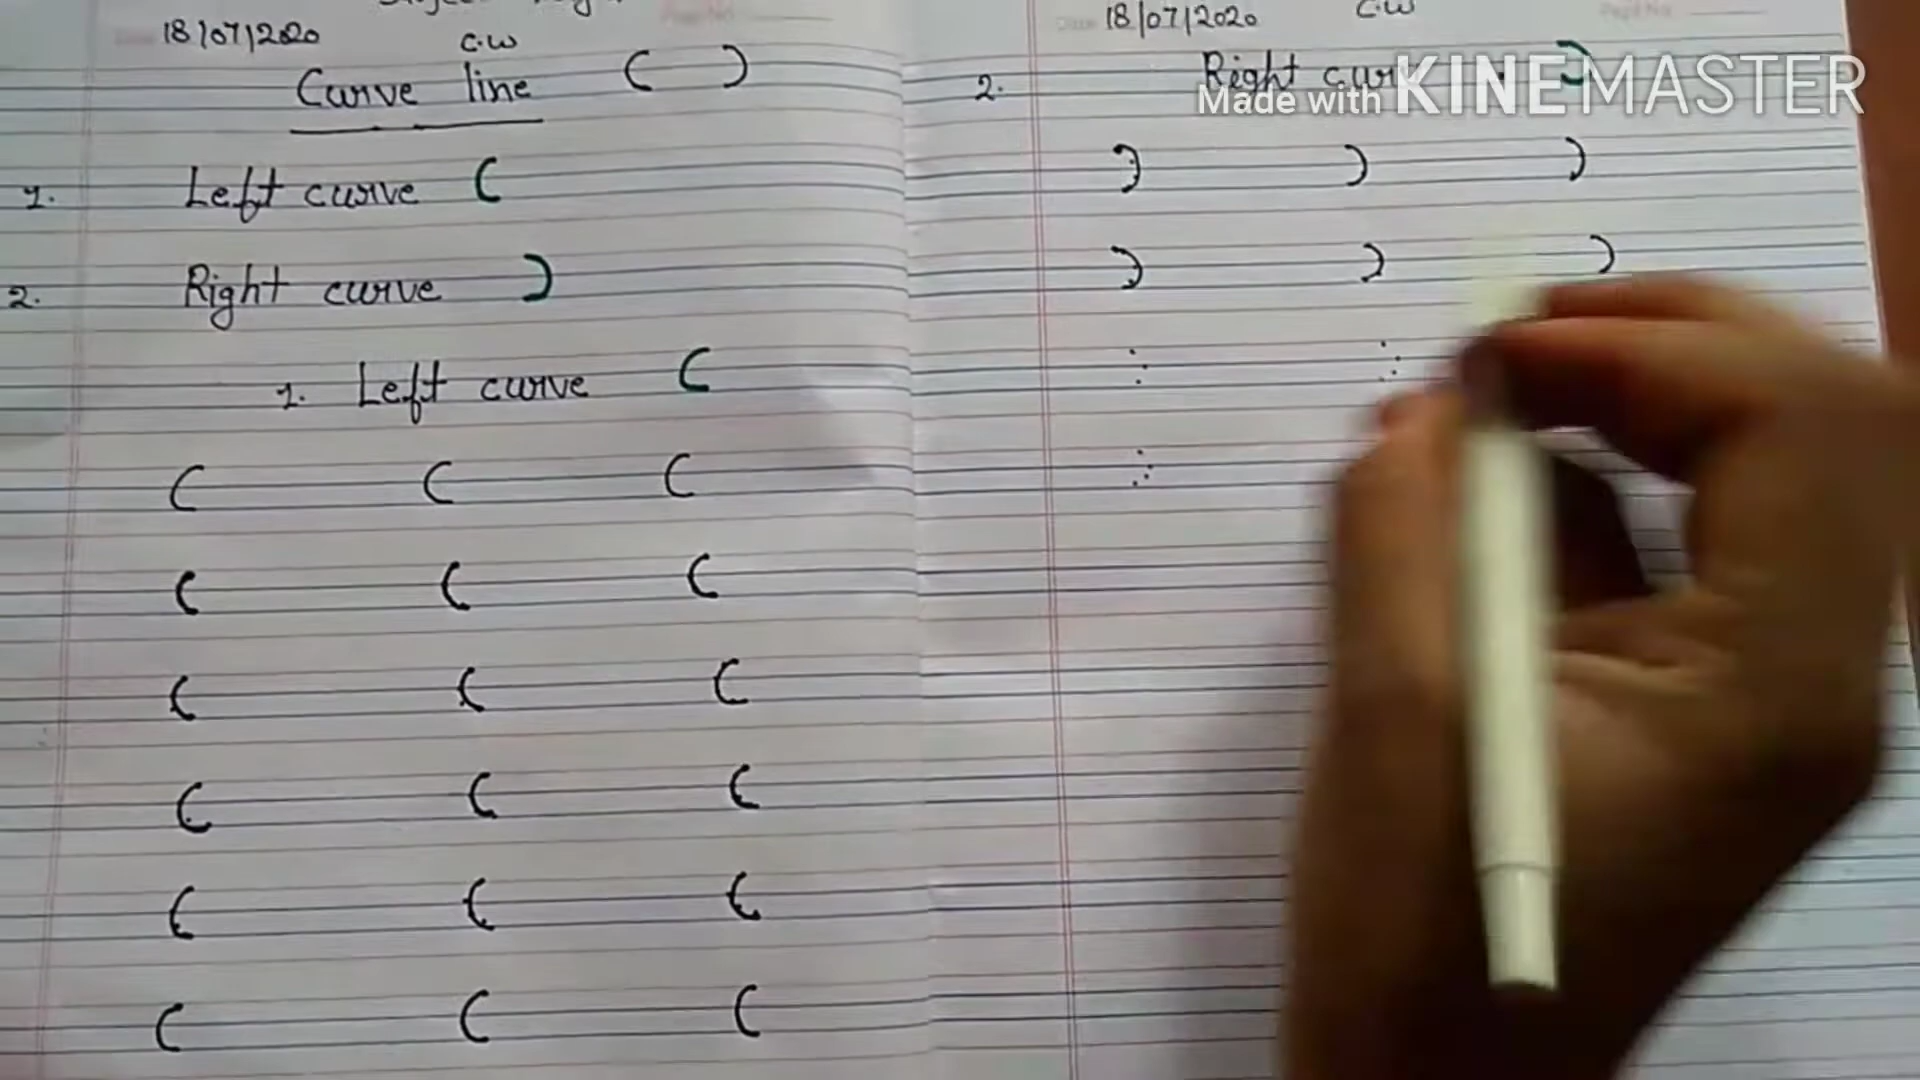 18/07/2020
C.W
Curve line ( )
1. Left curve (
2. Right curve )
1. Left curve (
( ( (
( ( (
( ( (
( ( (
( ( (
( ( (
18/07/2020 C.W
2. Right )
Made with KINEMASTER
) ) )
) ) )